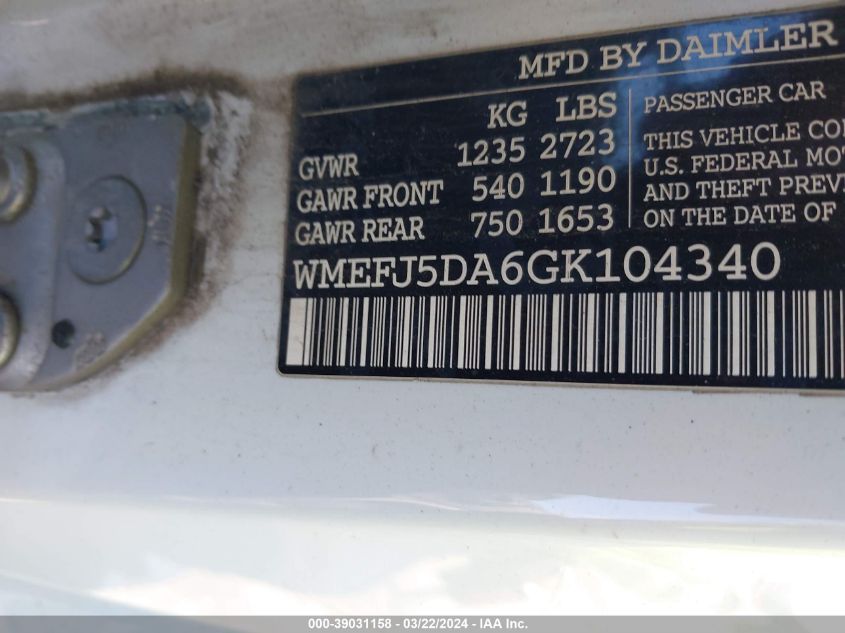 MFD BY DAIMLER
KG LBS
GVWR 1235 2723
GAWR FRONT 540 1190
GAWR REAR 750 1653
PASSENGER CAR
THIS VEHICLE CO
U.S. FEDERAL MO
AND THEFT PREV
ON THE DATE OF
WMEFJ5DA6GK104340
000-39031158 - 03/22/2024 - IAA Inc.